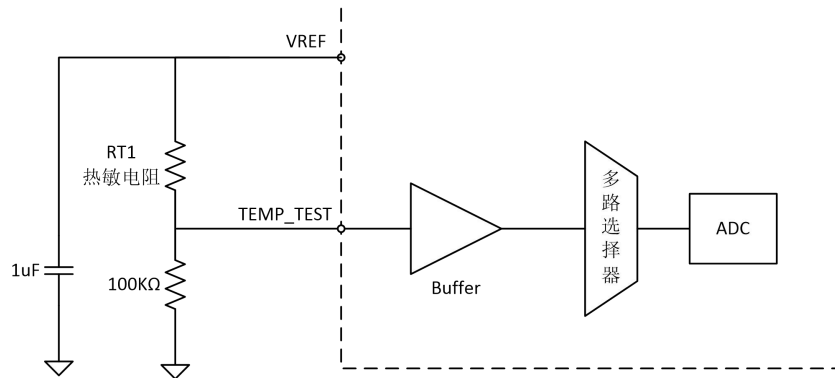 VREF
RT1
热敏电阻
TEMP_TEST
多路选择器
ADC
1uF
100KΩ
Buffer